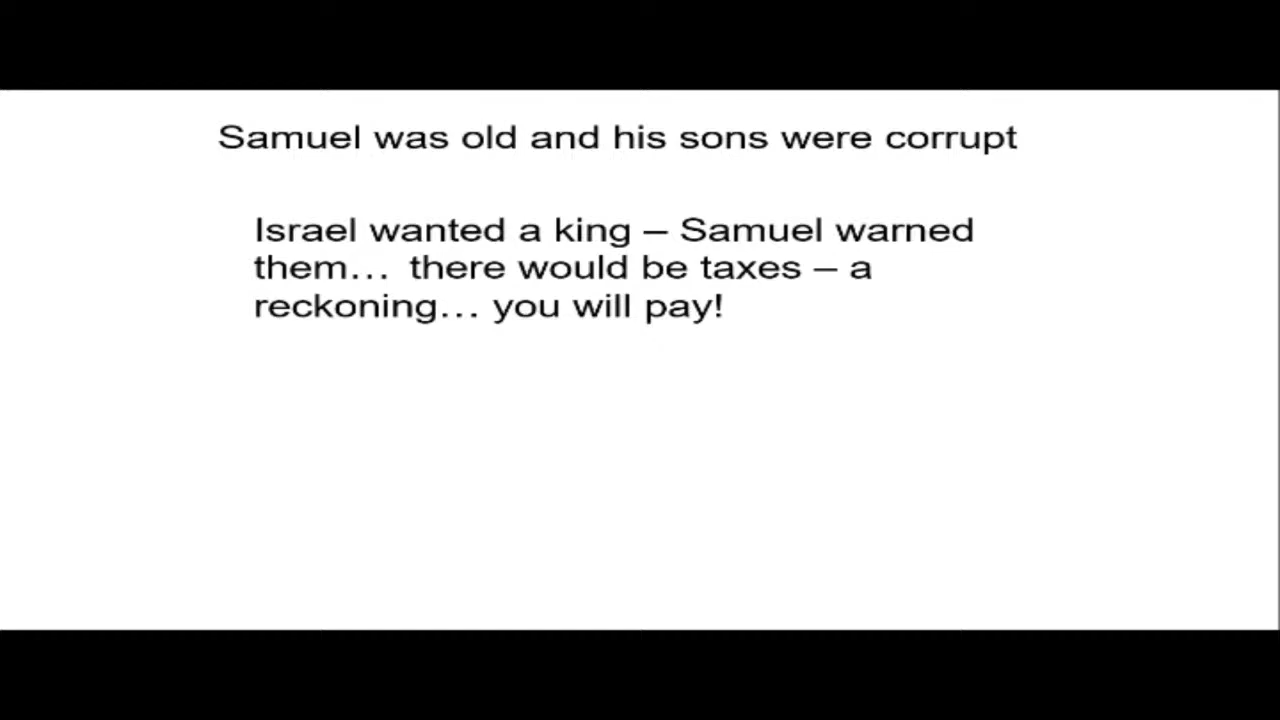 Samuel was old and his sons were corrupt
Israel wanted a king – Samuel warned
them… there would be taxes – a
reckoning… you will pay!